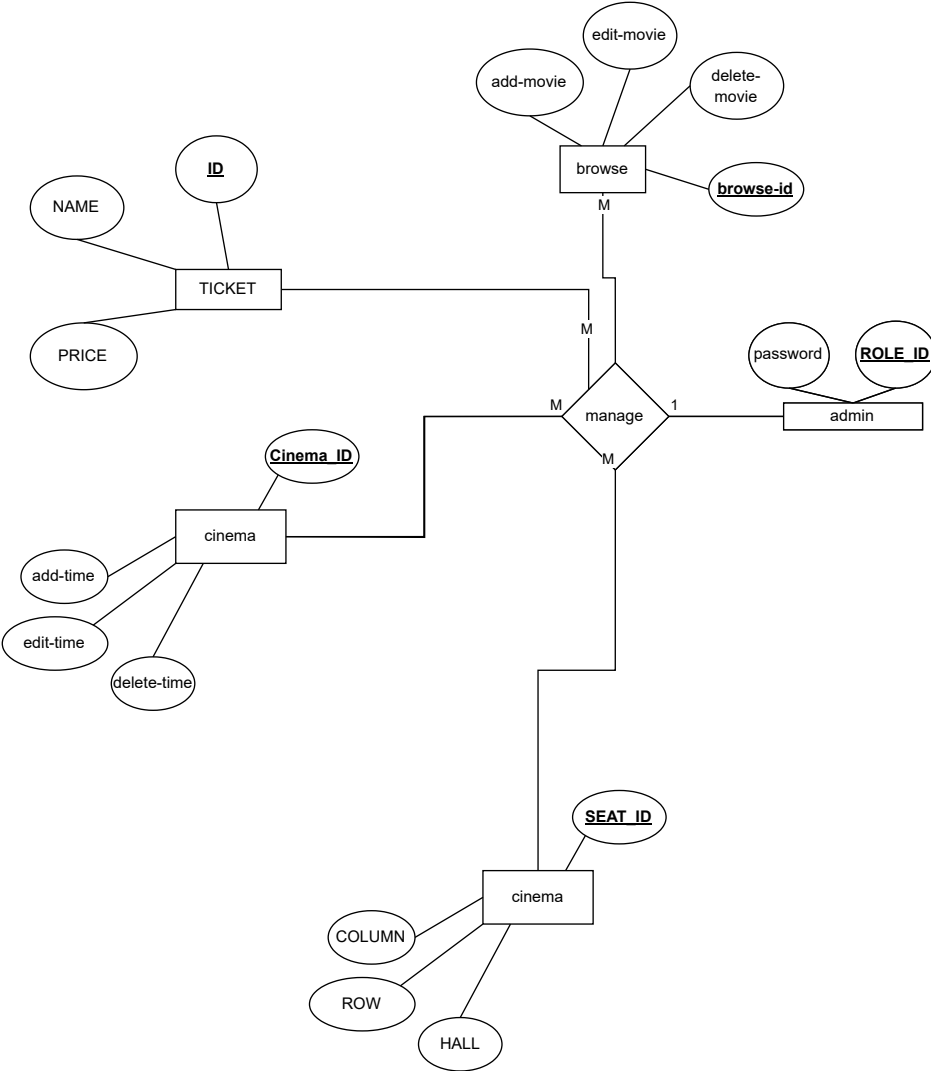 edit-movie
add-movie
delete-
movie
browse
browse-id
M
ID
NAME
TICKET
PRICE
M
password
ROLE_ID
admin
M
manage
1
M
Cinema_ID
cinema
add-time
edit-time
delete-time
SEAT_ID
cinema
COLUMN
ROW
HALL